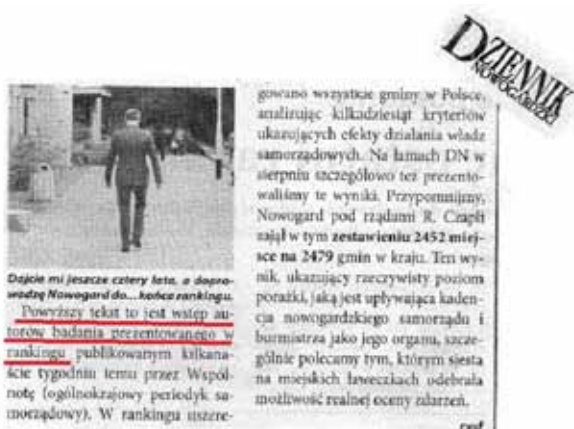 DZIENNIK
NOWOGARDZKI
Dajcie mi jeszcze cztery lata, a dopro-
wadzę Nowogard do... końca rankingu.
Powyższy tekst to jest wstęp au-
torów badania prezentowanego w
rankingu publikowanym kilkana-
ście tygodniu temu przez Wspól-
notę (ogólnokrajowy periodyk sa-
morządowy). W rankingu uszere-
gowano wszystkie gminy w Polsce,
analizując kilkadziesiąt kryteriów
ukazujących efekty działania władz
samorządowych. Na łamach DN w
sierpniu szczegółowo też prezento-
waliśmy te wyniki. Przypomnijmy,
Nowogard pod rządami R. Czapli
zajął w tym zestawieniu 2452 miej-
sce na 2479 gmin w kraju. Ten wy-
nik, ukazujący rzeczywisty poziom
porażki, jaką jest upływająca kaden-
cja nowogardzkiego samorządu i
burmistrza jako jego organu, szcze-
gólnie polecamy tym, którym siesta
na miejskich ławeczkach odebrała
możliwość realnej oceny zdarzeń.
red